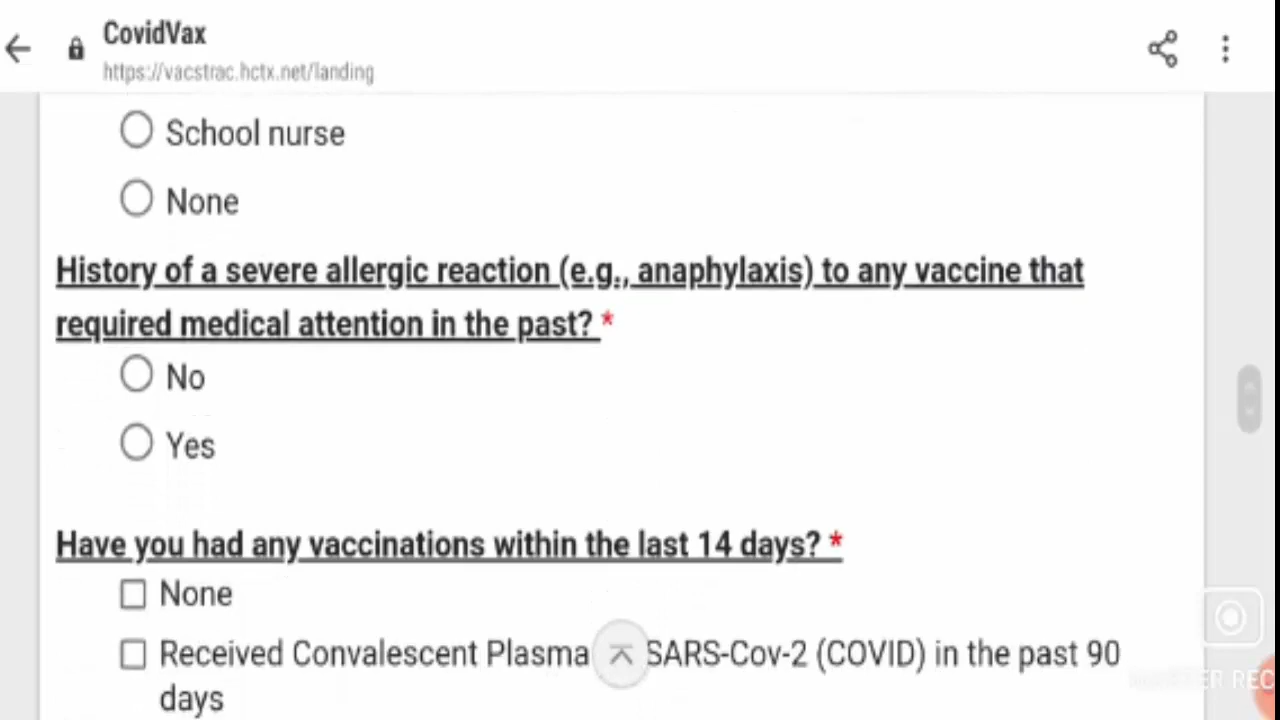 CovidVax
https://vacstrac.hctx.net/landing
School nurse
None
History of a severe allergic reaction (e.g., anaphylaxis) to any vaccine that
required medical attention in the past? *
No
Yes
Have you had any vaccinations within the last 14 days? *
None
Received Convalescent Plasma SARS-Cov-2 (COVID) in the past 90
days
REC